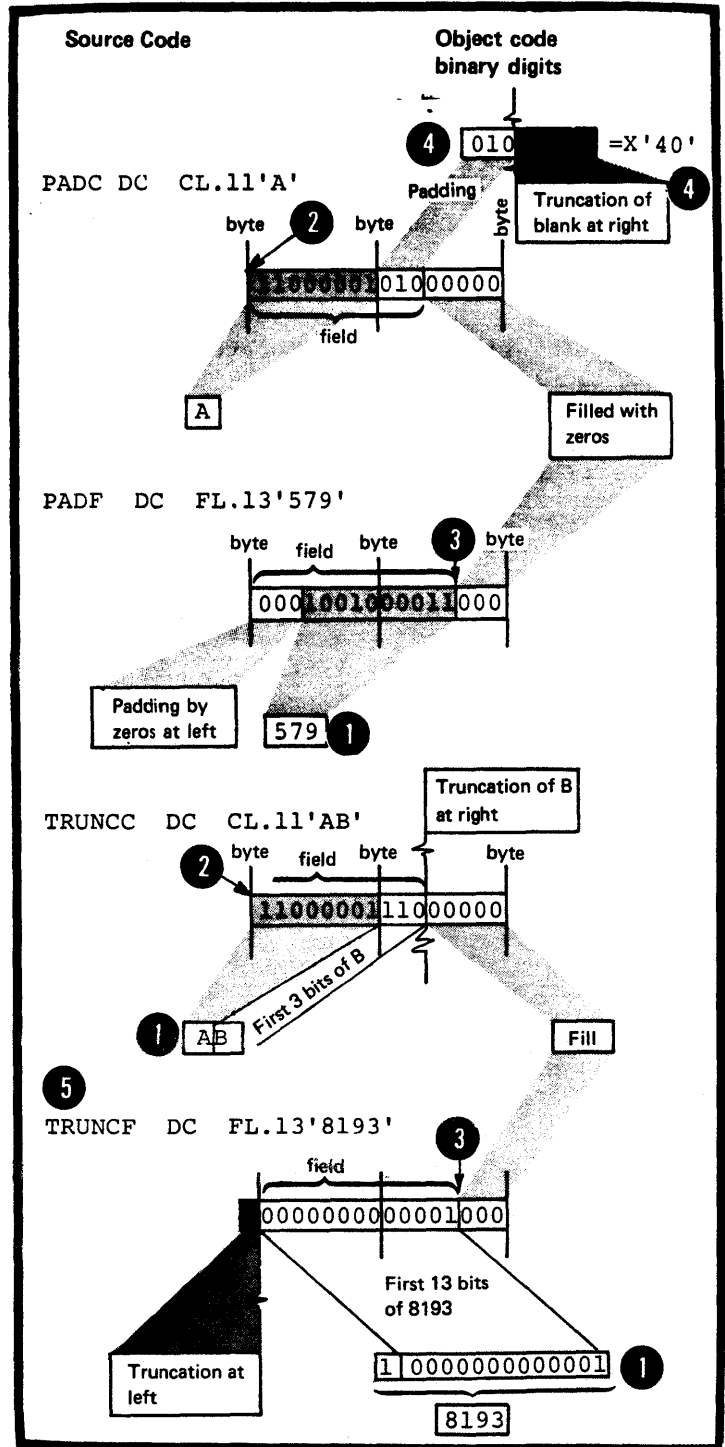 Source Code
Object code
binary digits
4 010 =X'40'
PADC DC CL.11'A'
Padding
4
Truncation of
blank at right
2
byte byte byte
11000001 010 00000
field
A
Filled with
zeros
PADF DC FL.13'579'
byte field byte 3 byte
000 10010 00011 000
Padding by
zeros at left
579 1
Truncation of B
at right
TRUNCC DC CL.11'AB'
2 byte field byte byte
11000001 110 00000
First 3 bits of B
1 AB
Fill
5
TRUNCF DC FL.13'8193'
3
field
00000000 00001 000
First 13 bits
of 8193
Truncation at
left
1 0000000000001 1
8193